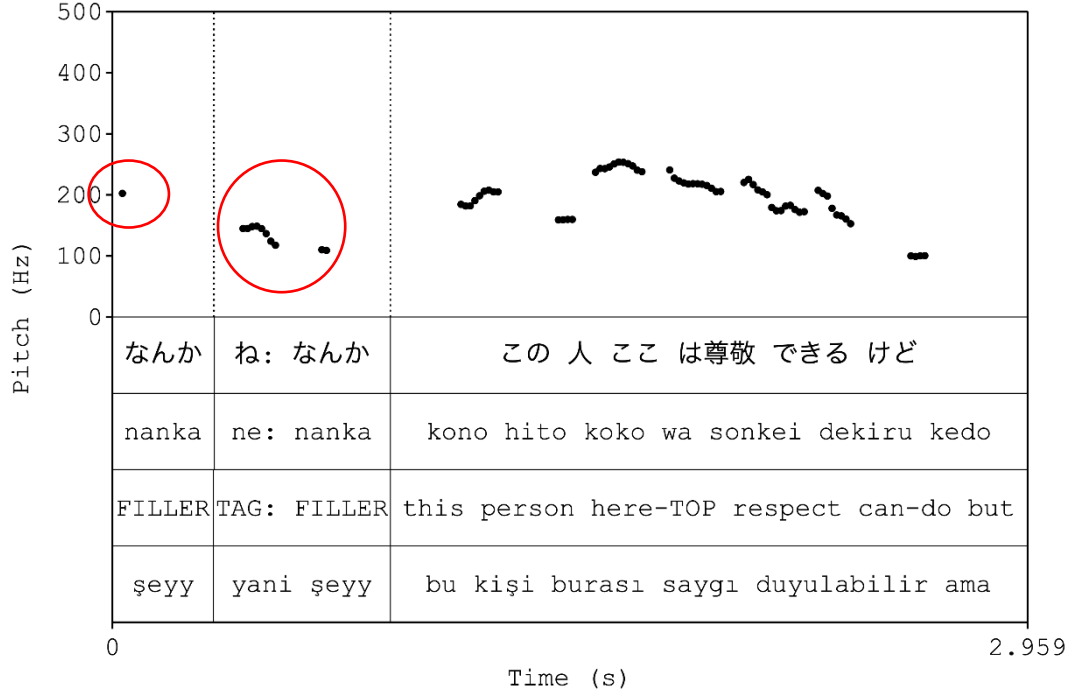 500
400
300
200
100
0
Pitch (Hz)
なんか ね: なんか この 人 ここ は尊敬 できる けど
nanka ne: nanka kono hito koko wa sonkei dekiru kedo
FILLER TAG: FILLER this person here-TOP respect can-do but
şeyy yani şeyy bu kişi burası saygı duyulabilir ama
0 2.959
Time (s)